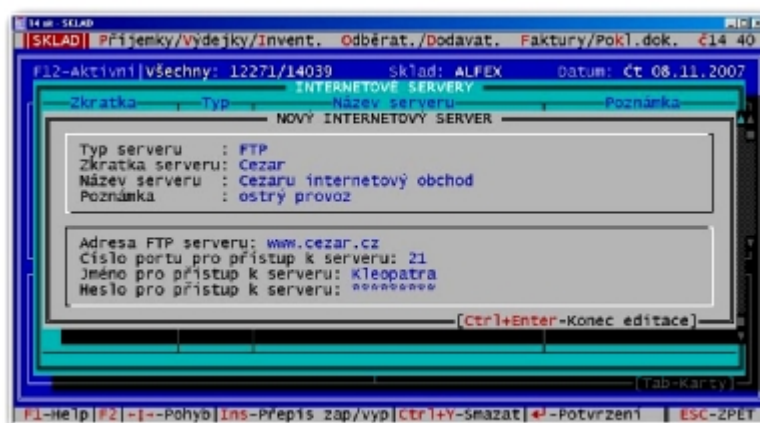 14 uk - SKLAD
SKLAD Příjemky/Výdejky/Invent. Odběrat./Dodavat. Faktury/Pokl.dok. č14 40
F12-Aktivní Všechny: 12271/14039 Sklad: ALFEX Datum: Čt 08.11.2007
INTERNETOVÉ SERVERY
Zkratka Typ Název serveru Poznámka
NOVÝ INTERNETOVÝ SERVER
Typ serveru : FTP
Zkratka serveru: Cezar
Název serveru : Cezaru internetový obchod
Poznámka : ostrý provoz
Adresa FTP serveru: www.cezar.cz
Číslo portu pro přístup k serveru: 21
Jméno pro přístup k serveru: Kleopatra
Heslo pro přístup k serveru: *********
[Ctrl+Enter-Konec editace]
[Tab-Karty]
F1-Help F2 -Pohyb Ins-Přepis zap/vyp Ctrl+Y-Smazat -Potvrzení ESC-ZPĚT